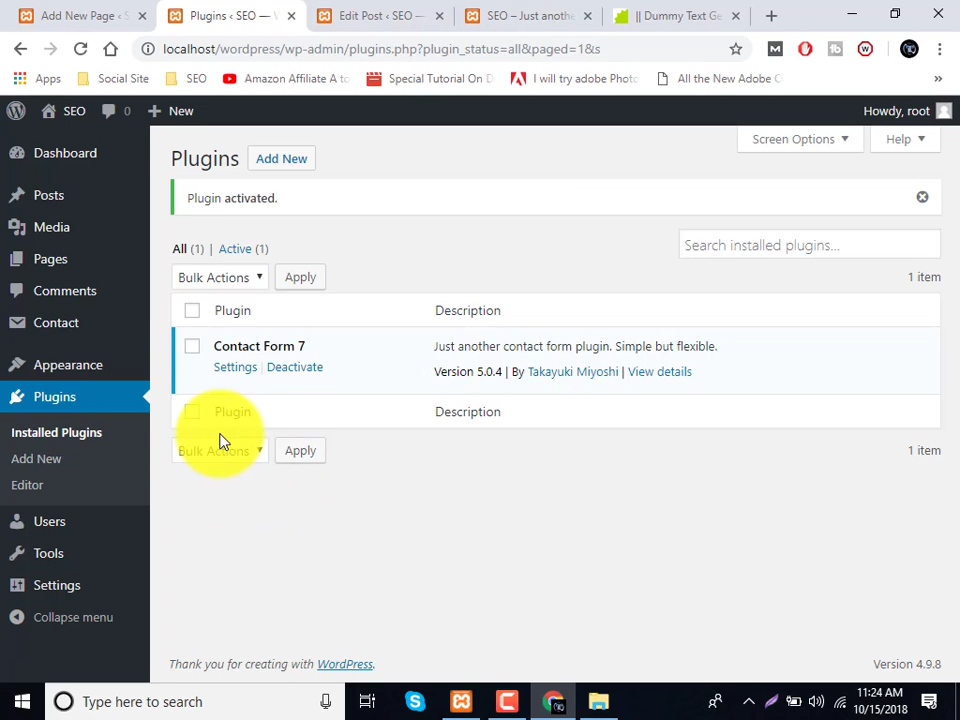 Add New Page ‹ S
Plugins ‹ SEO —
Edit Post ‹ SEO —
SEO – Just anoth
|| Dummy Text Ge
localhost/wordpress/wp-admin/plugins.php?plugin_status=all&paged=1&s
Apps
Social Site
SEO
Amazon Affiliate A to
Special Tutorial On D
I will try adobe Photo
All the New Adobe
»
SEO
0
New
Howdy, root
Dashboard
Posts
Media
Pages
Comments
Contact
Appearance
Plugins
Installed Plugins
Add New
Editor
Users
Tools
Settings
Collapse menu
Screen Options
Help
Plugins
Add New
Plugin activated.
All (1) | Active (1)
Search installed plugins...
Bulk Actions
Apply
1 item
Plugin
Description
Contact Form 7
Just another contact form plugin. Simple but flexible.
Settings | Deactivate
Version 5.0.4 | By Takayuki Miyoshi | View details
Plugin
Description
Bulk Actions
Apply
1 item
Thank you for creating with WordPress.
Version 4.9.8
Type here to search
11:24 AM
10/15/2018